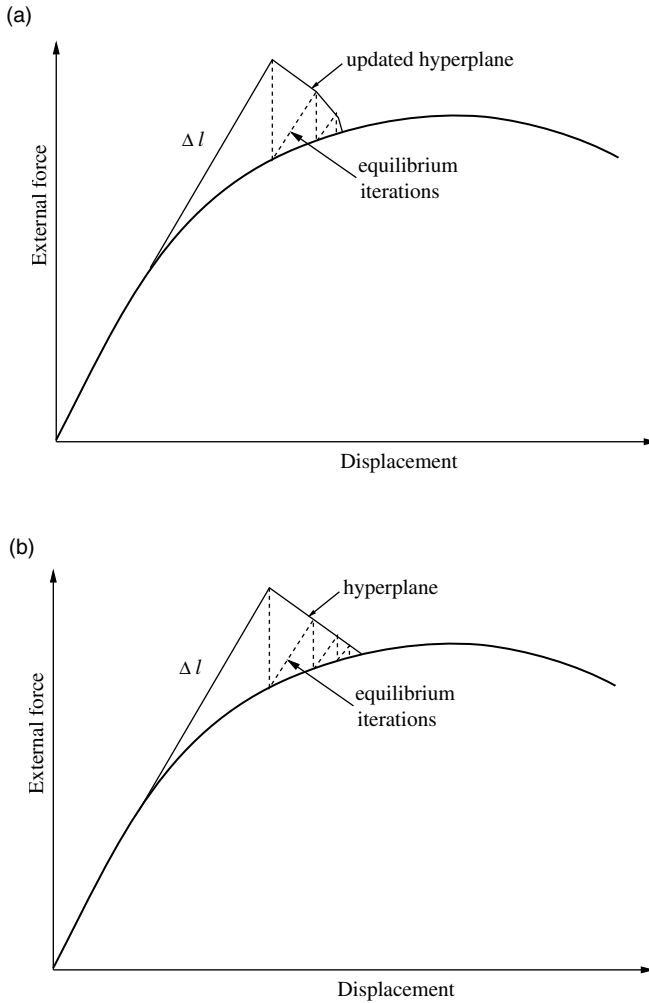 (a)
External force
Δ l
updated hyperplane
equilibrium
iterations
Displacement
(b)
External force
Δ l
hyperplane
equilibrium
iterations
Displacement